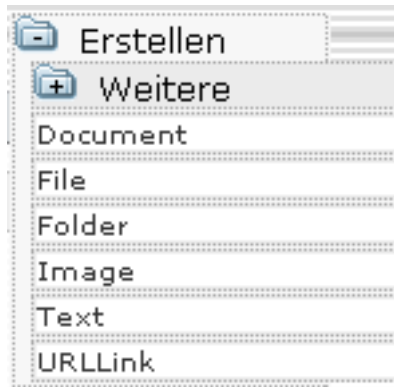 Erstellen
Weitere
Document
File
Folder
Image
Text
URLLink